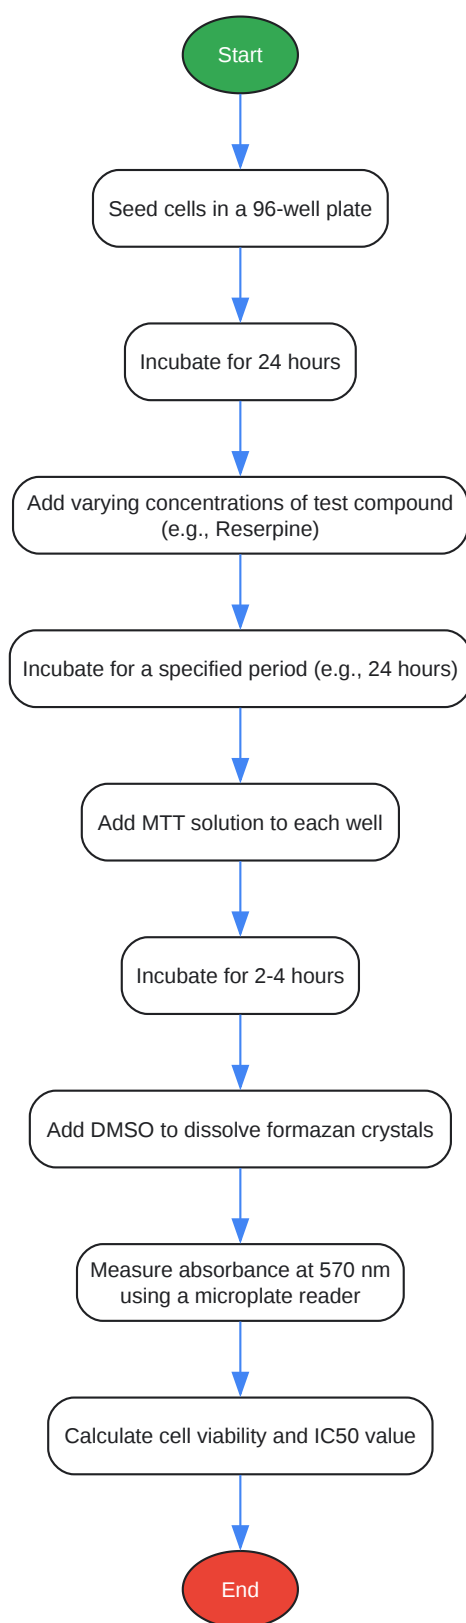 Start
Seed cells in a 96-well plate
Incubate for 24 hours
Add varying concentrations of test compound
(e.g., Reserpine)
Incubate for a specified period (e.g., 24 hours)
Add MTT solution to each well
Incubate for 2-4 hours
Add DMSO to dissolve formazan crystals
Measure absorbance at 570 nm
using a microplate reader
Calculate cell viability and IC50 value
End